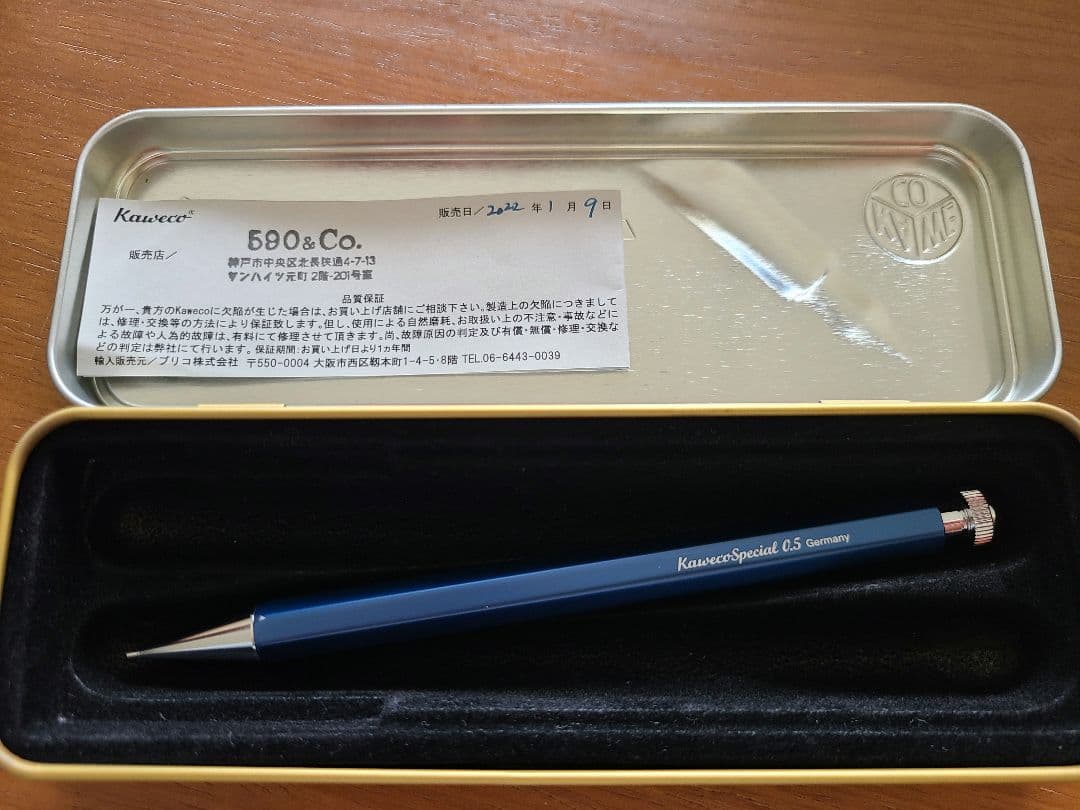 Kaweco®
販売日／2022年1月9日
販売店／
590&Co.
神戸市中央区北長狭通4-7-13
サンハイツ元町2階-201号室
品質保証
万が一、貴方のKawecoに欠陥が生じた場合は、お買い上げ店舗にご相談下さい。製造上の欠陥につきまして
は、修理・交換等の方法により保証致します。但し、使用による自然磨耗、お取扱い上の不注意・事故などに
よる故障や人為的故障は、有料にて修理させて頂きます。尚、故障原因の判定及び有償・無償・修理・交換な
どの判定は弊社にて行います。保証期間:お買い上げ日より1ヵ年間
輸入販売元／プリコ株式会社 〒550-0004 大阪市西区靱本町1-4-5・8階 TEL.06-6443-0039
CO
KA
WE
KawecoSpecial 0.5 Germany